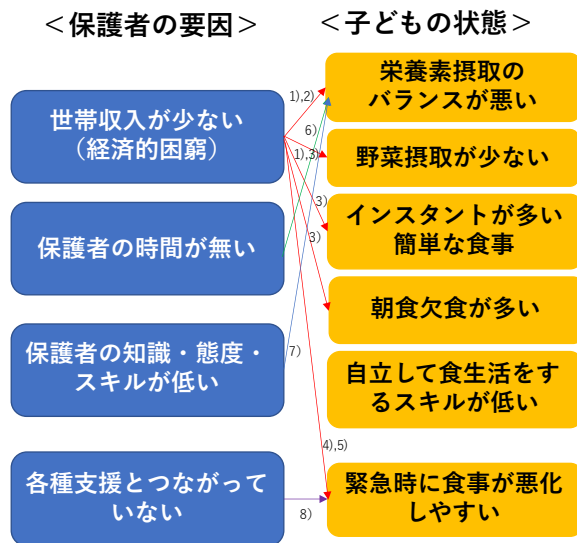 ＜保護者の要因＞
＜子どもの状態＞
世帯収入が少ない
（経済的困窮）
保護者の時間が無い
保護者の知識・態度・
スキルが低い
各種支援とつながって
いない
1),2)
6)
1),3)
3)
3)
7)
4),5)
8)
栄養素摂取の
バランスが悪い
野菜摂取が少ない
インスタントが多い
簡単な食事
朝食欠食が多い
自立して食生活をす
るスキルが低い
緊急時に食事が悪化
しやすい